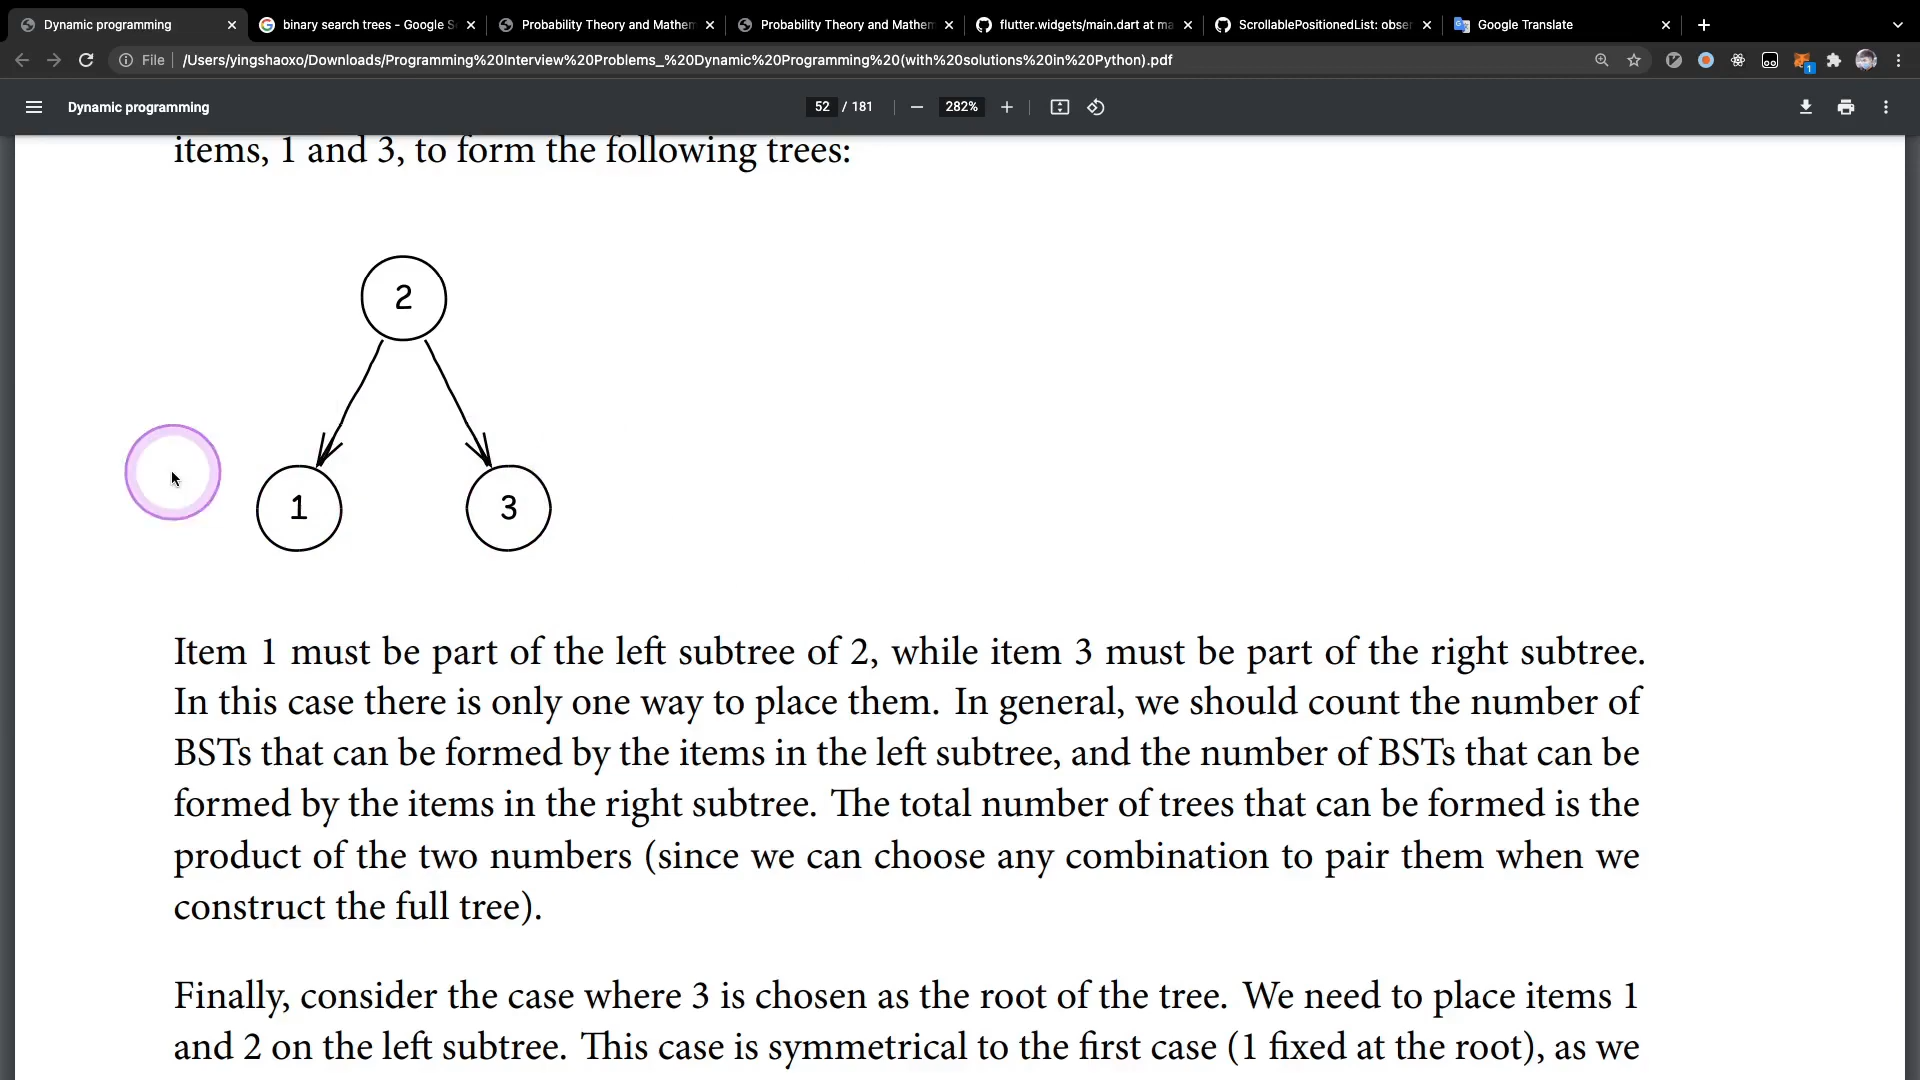 Dynamic programming
binary search trees - Google S
Probability Theory and Mathem
Probability Theory and Mathem
flutter.widgets/main.dart at ma
ScrollablePositionedList: obser
Google Translate
File
/Users/yingshaoxo/Downloads/Programming%20Interview%20Problems_%20Dynamic%20Programming%20(with%20solutions%20in%20Python).pdf
1
Dynamic programming
52 / 181
282%
items, 1 and 3, to form the following trees:
2
1
3
Item 1 must be part of the left subtree of 2, while item 3 must be part of the right subtree.
In this case there is only one way to place them. In general, we should count the number of
BSTs that can be formed by the items in the left subtree, and the number of BSTs that can be
formed by the items in the right subtree. The total number of trees that can be formed is the
product of the two numbers (since we can choose any combination to pair them when we
construct the full tree).
Finally, consider the case where 3 is chosen as the root of the tree. We need to place items 1
and 2 on the left subtree. This case is symmetrical to the first case (1 fixed at the root), as we